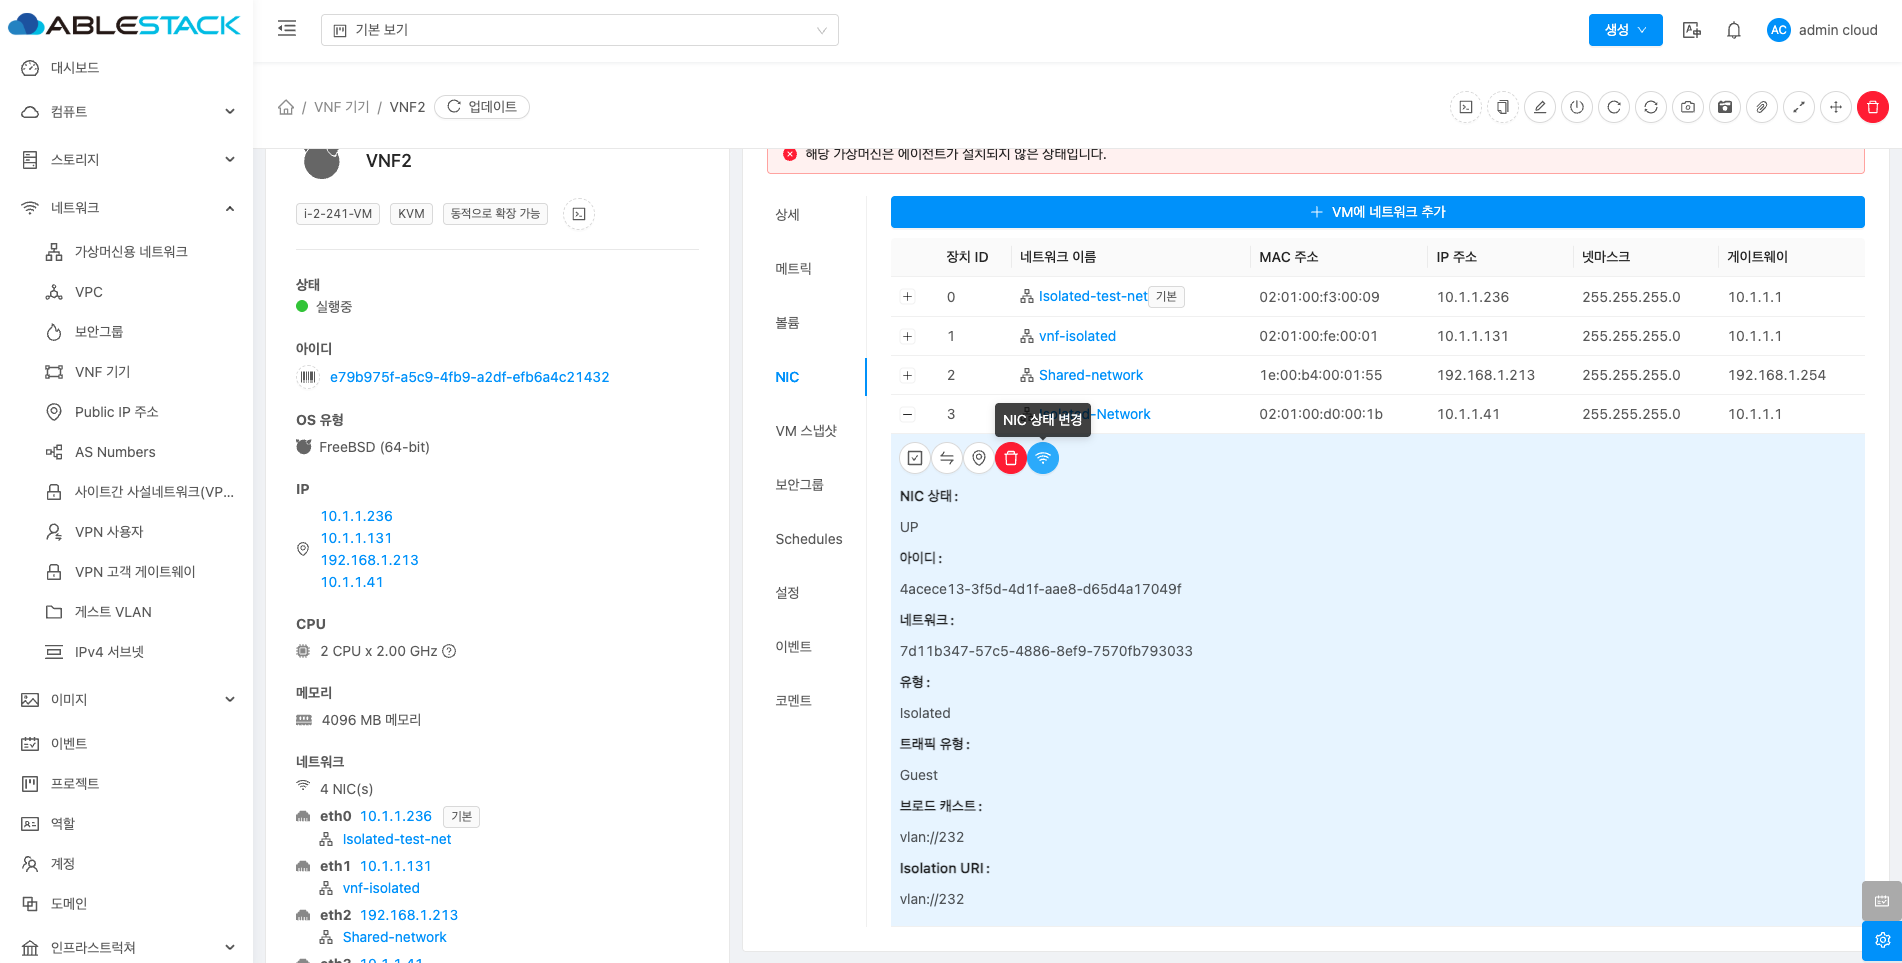 ABLESTACK
기본 보기
생성
AC
admin cloud
대시보드
컴퓨트
스토리지
네트워크
가상머신용 네트워크
VPC
보안그룹
VNF 기기
Public IP 주소
AS Numbers
사이트간 사설네트워크(VP...
VPN 사용자
VPN 고객 게이트웨이
게스트 VLAN
IPv4 서브넷
이미지
이벤트
프로젝트
역할
계정
도메인
인프라스트럭쳐
/ VNF 기기 / VNF2 업데이트
VNF2
i-2-241-VM KVM 동적으로 확장 가능
상태
실행중
아이디
e79b975f-a5c9-4fb9-a2df-efb6a4c21432
OS 유형
FreeBSD (64-bit)
IP
10.1.1.236
10.1.1.131
192.168.1.213
10.1.1.41
CPU
2 CPU x 2.00 GHz
메모리
4096 MB 메모리
네트워크
4 NIC(s)
eth0 10.1.1.236 기본
Isolated-test-net
eth1 10.1.1.131
vnf-isolated
eth2 192.168.1.213
Shared-network
eth3 10.1.1.41
해당 가상머신은 에이전트가 설치되지 않은 상태입니다.
상세
메트릭
볼륨
NIC
VM 스냅샷
보안그룹
Schedules
설정
이벤트
코멘트
VM에 네트워크 추가
장치 ID 네트워크 이름 MAC 주소 IP 주소 넷마스크 게이트웨이
0 Isolated-test-net 기본 02:01:00:f3:00:09 10.1.1.236 255.255.255.0 10.1.1.1
1 vnf-isolated 02:01:00:fe:00:01 10.1.1.131 255.255.255.0 10.1.1.1
2 Shared-network 1e:00:b4:00:01:55 192.168.1.213 255.255.255.0 192.168.1.254
3 Isolated-Network 02:01:00:d0:00:1b 10.1.1.41 255.255.255.0 10.1.1.1
NIC 상태 변경
NIC 상태 :
UP
아이디 :
4acece13-3f5d-4d1f-aae8-d65d4a17049f
네트워크 :
7d11b347-57c5-4886-8ef9-7570fb793033
유형 :
Isolated
트래픽 유형 :
Guest
브로드 캐스트 :
vlan://232
Isolation URI :
vlan://232